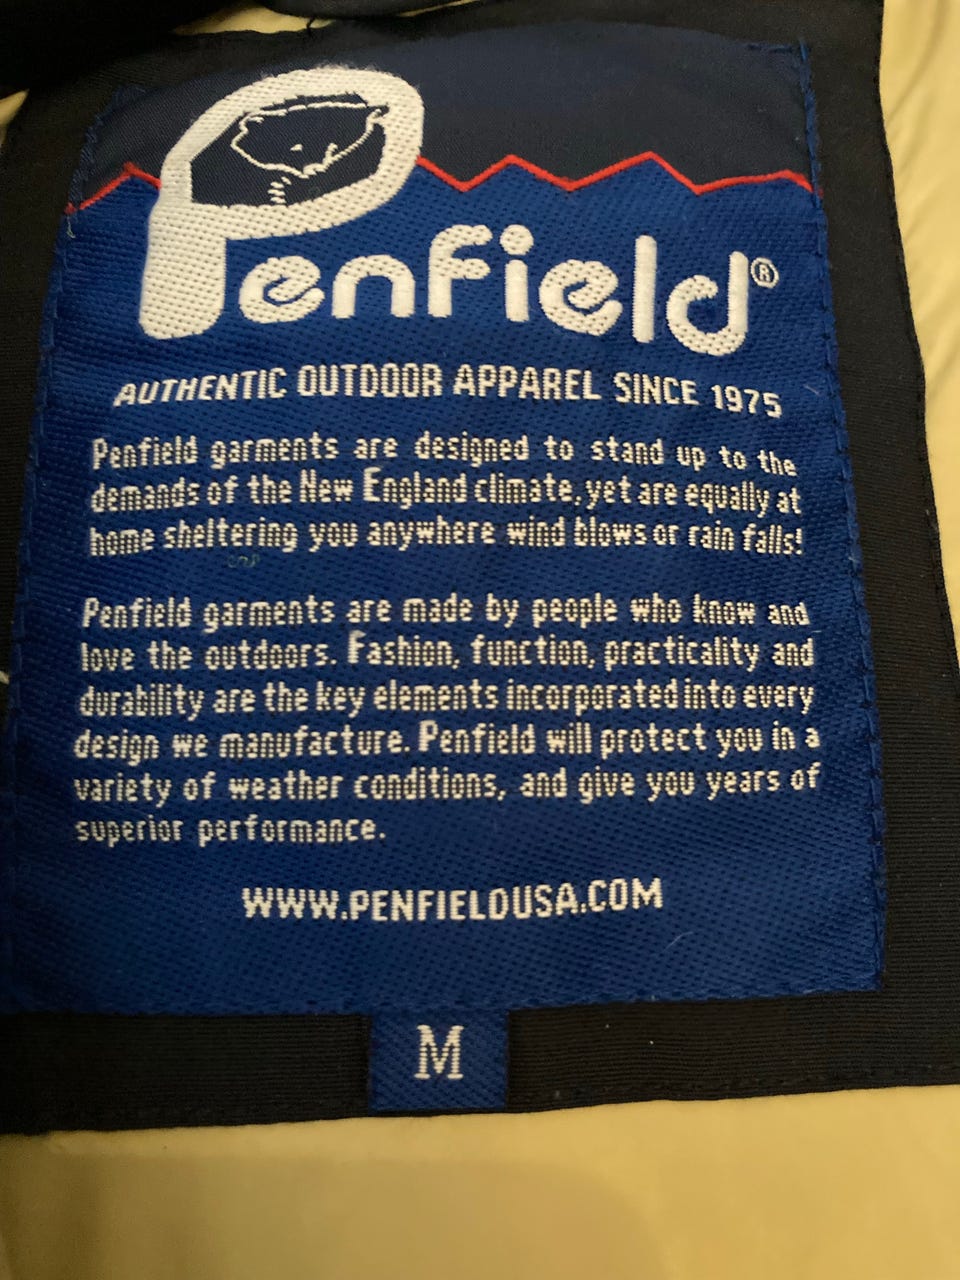 Penfield®
AUTHENTIC OUTDOOR APPAREL SINCE 1975
Penfield garments are designed to stand up to the
demands of the New England climate, yet are equally at
home sheltering you anywhere wind blows or rain falls!
Penfield garments are made by people who know and
love the outdoors. Fashion, function, practicality and
durability are the key elements incorporated into every
design we manufacture. Penfield will protect you in a
variety of weather conditions, and give you years of
superior performance.
WWW.PENFIELDUSA.COM
M